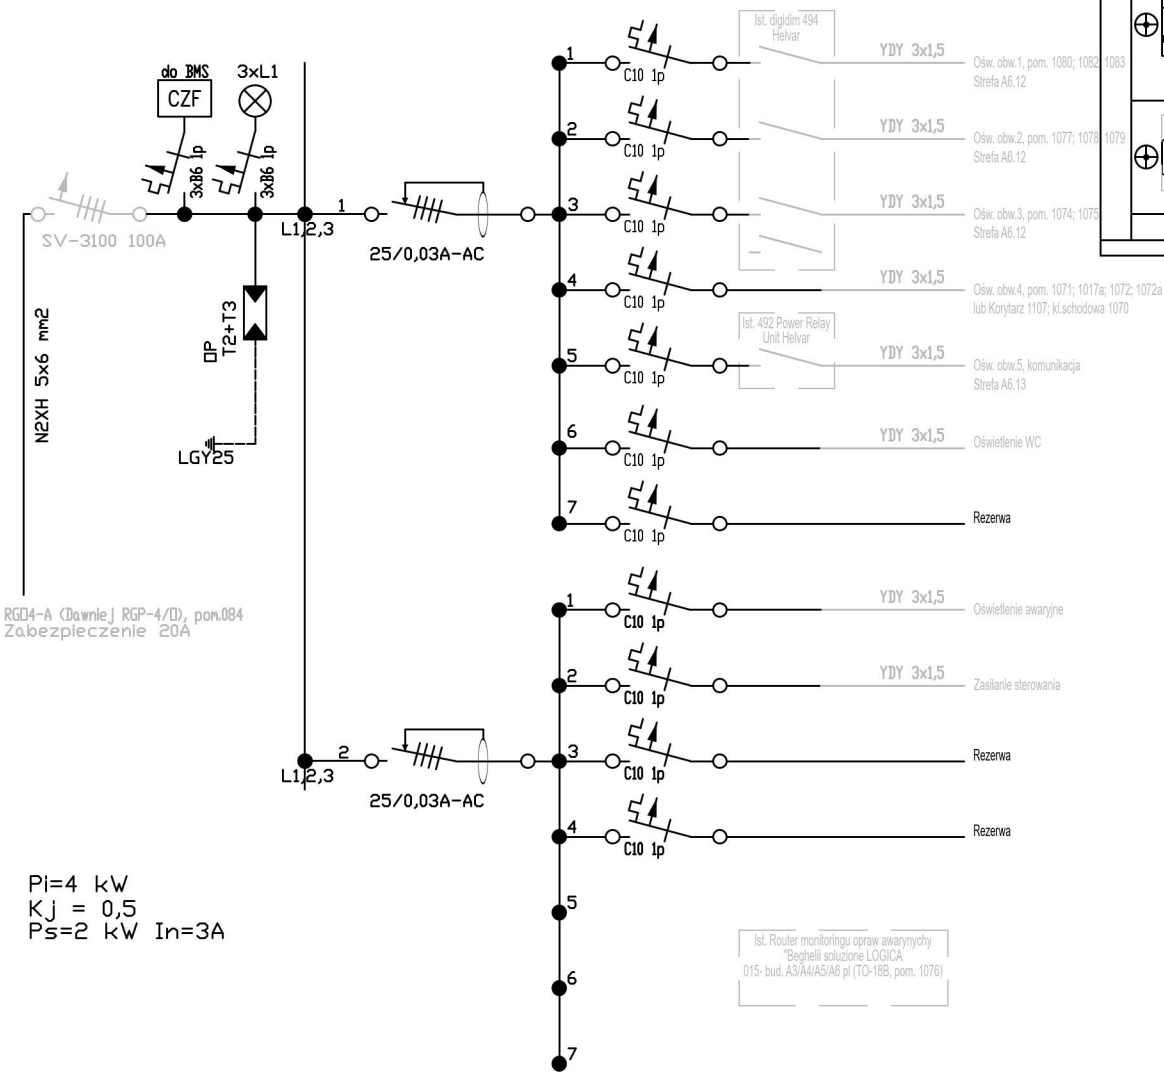 do BMS
CZF
3xL1
3xB6 1p
3xB6 1p
SV-3100 100A
L1,2,3
1
25/0,03A-AC
OP
T2+T3
LGY25
N2XH 5x6 mm2
RGO4-A (Dawniej RGP-4/0), pom.084
Zabezpieczenie 20A
Ist. digidim 494
Helvar
1
C10 1p
YDY 3x1,5
Ośw. obw.1, pom. 1080; 1082 1083
Strefa A6.12
2
C10 1p
YDY 3x1,5
Ośw. obw.2, pom. 1077; 1078 1079
Strefa A6.12
3
C10 1p
YDY 3x1,5
Ośw. obw.3, pom. 1074; 1075
Strefa A6.12
4
C10 1p
YDY 3x1,5
Ośw. obw.4, pom. 1071; 1017a; 1072; 1072a
lub Korytarz 1107; kl.schodowa 1070
Ist. 492 Power Relay
Unit Helvar
5
C10 1p
YDY 3x1,5
Ośw. obw.5, komunikacja
Strefa A6.13
6
C10 1p
YDY 3x1,5
Oświetlenie WC
7
C10 1p
Rezerwa
1
C10 1p
YDY 3x1,5
Oświetlenie awaryjne
2
C10 1p
YDY 3x1,5
Zasilanie sterowania
L1,2,3
2
25/0,03A-AC
3
C10 1p
Rezerwa
4
C10 1p
Rezerwa
5
6
7
Pi=4 kW
Kj = 0,5
Ps=2 kW In=3A
Ist. Router monitoringu opraw awarynychy
"Beghelii soluzione LOGICA
015- bud. A3/A4/A5/A6 pl (TO-18B, pom. 1076)